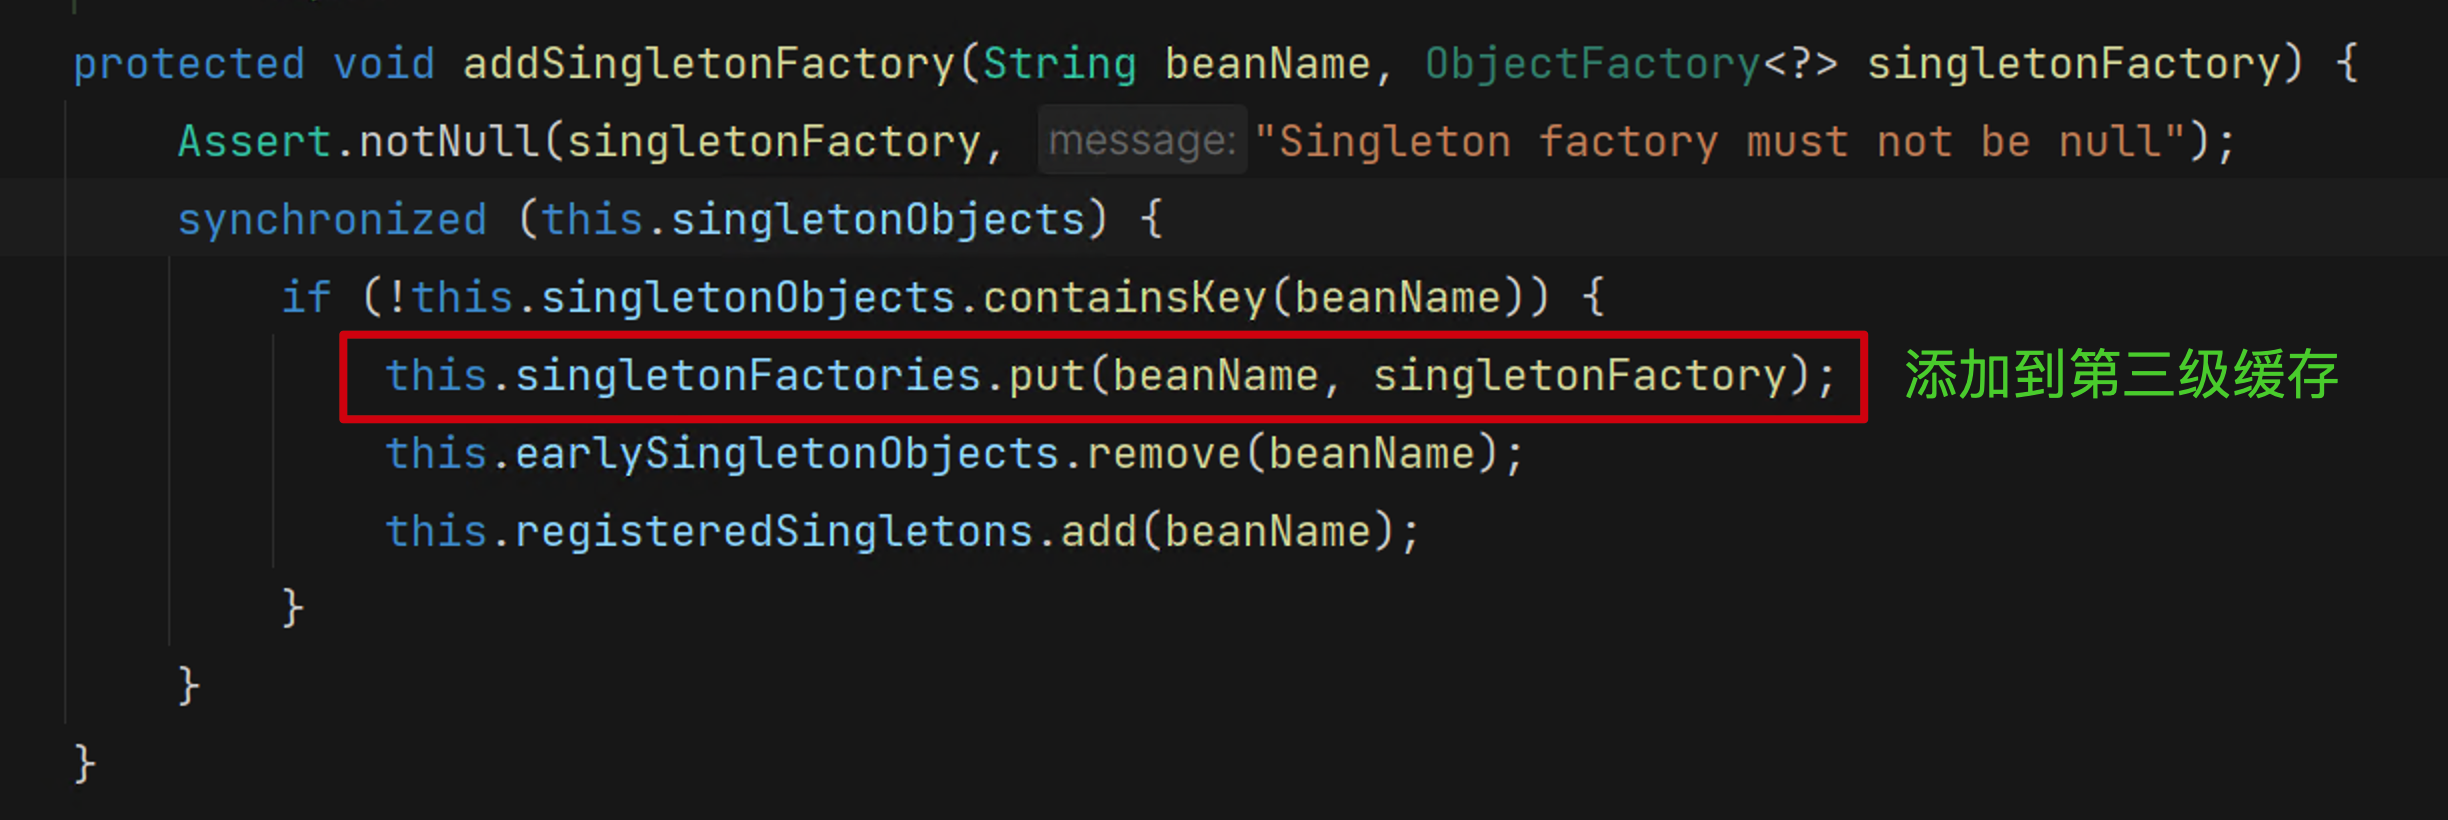 protected void addSingletonFactory(String beanName, ObjectFactory<?> singletonFactory) {
Assert.notNull(singletonFactory, message: "Singleton factory must not be null");
synchronized (this.singletonObjects) {
if (!this.singletonObjects.containsKey(beanName)) {
this.singletonFactories.put(beanName, singletonFactory); 添加到第三级缓存
this.earlySingletonObjects.remove(beanName);
this.registeredSingletons.add(beanName);
}
}
}